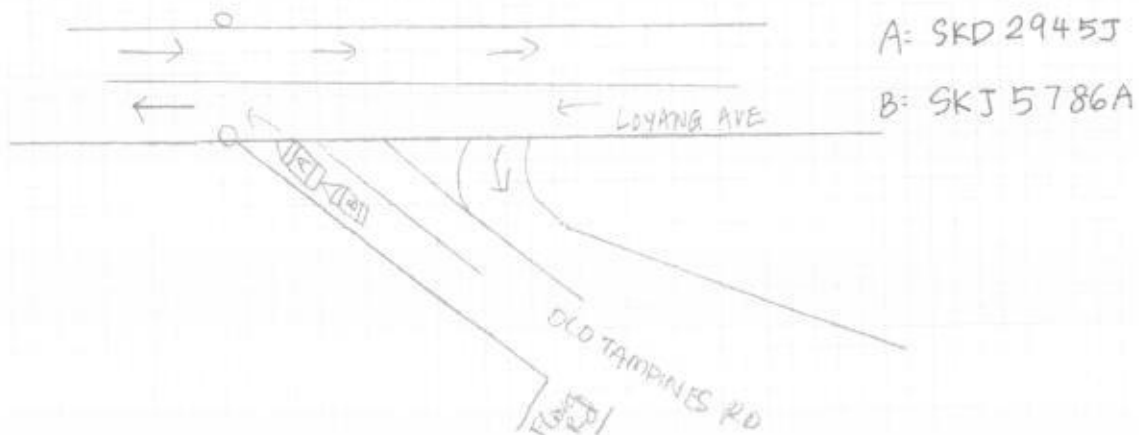 A: SKD 2945J
B: SKJ 5786A
LOYANG AVE
A
B
OLD TAMPINES RD